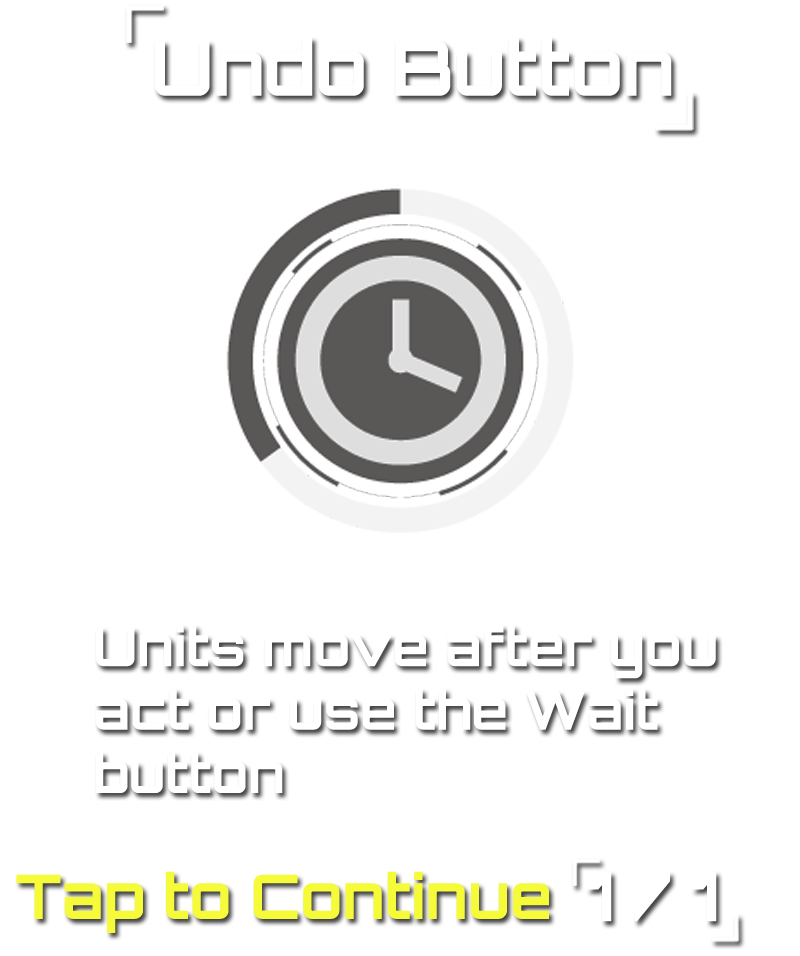 Undo Button
Units move after you
act or use the Wait
button
Tap to Continue 1 / 1